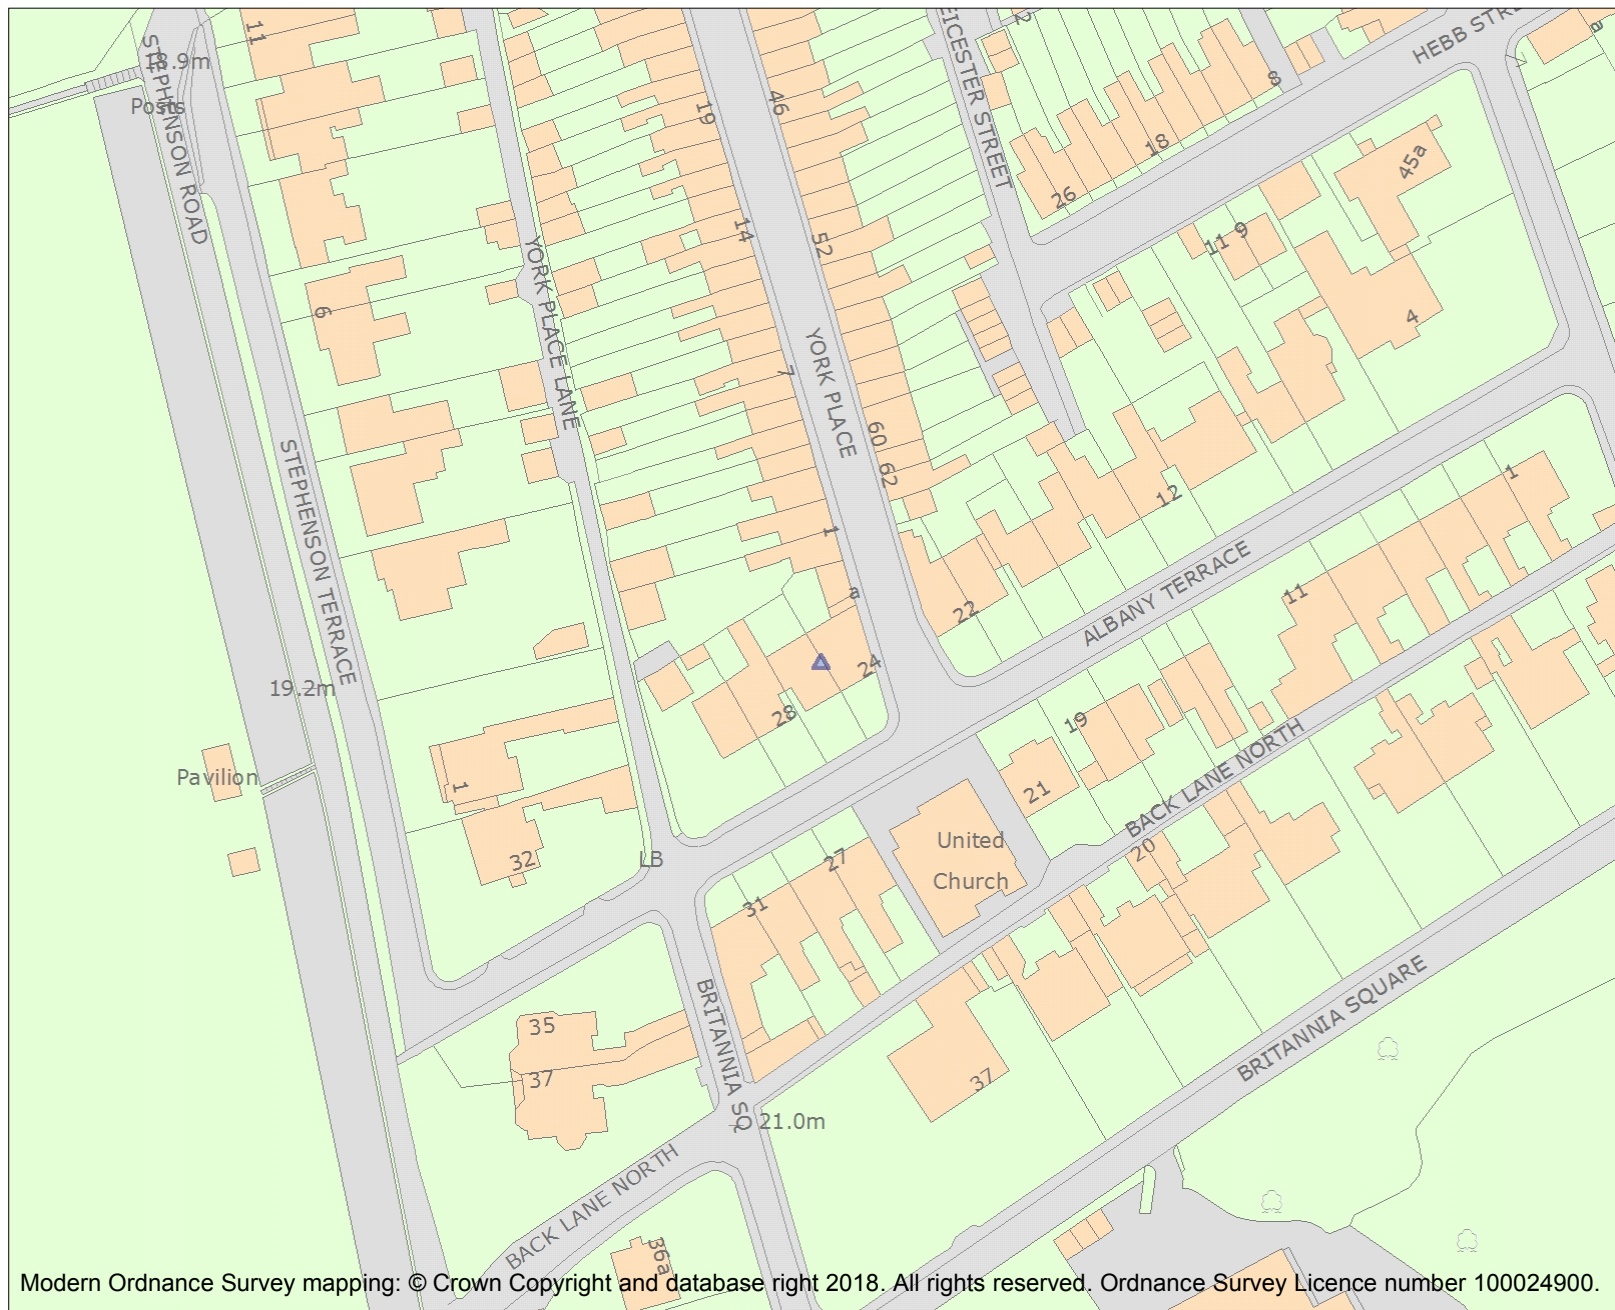 11
18.9m
Posts
STEPHENSON ROAD
19
46
EICESTER STREET
2
8
HEBB STRE
18
26
45a
14
52
11 9
YORK PLACE LANE
6
4
YORK PLACE
7
60
62
12
1
STEPHENSON TERRACE
1
a
22
ALBANY TERRACE
11
24
19.2m
28
19
BACK LANE NORTH
Pavilion
1
21
United
Church
20
32
LB
27
31
BRITANNIA SQUARE
35
37
BRITANNIA SQ
37
21.0m
BACK LANE NORTH
36a
Modern Ordnance Survey mapping: © Crown Copyright and database right 2018. All rights reserved. Ordnance Survey Licence number 100024900.